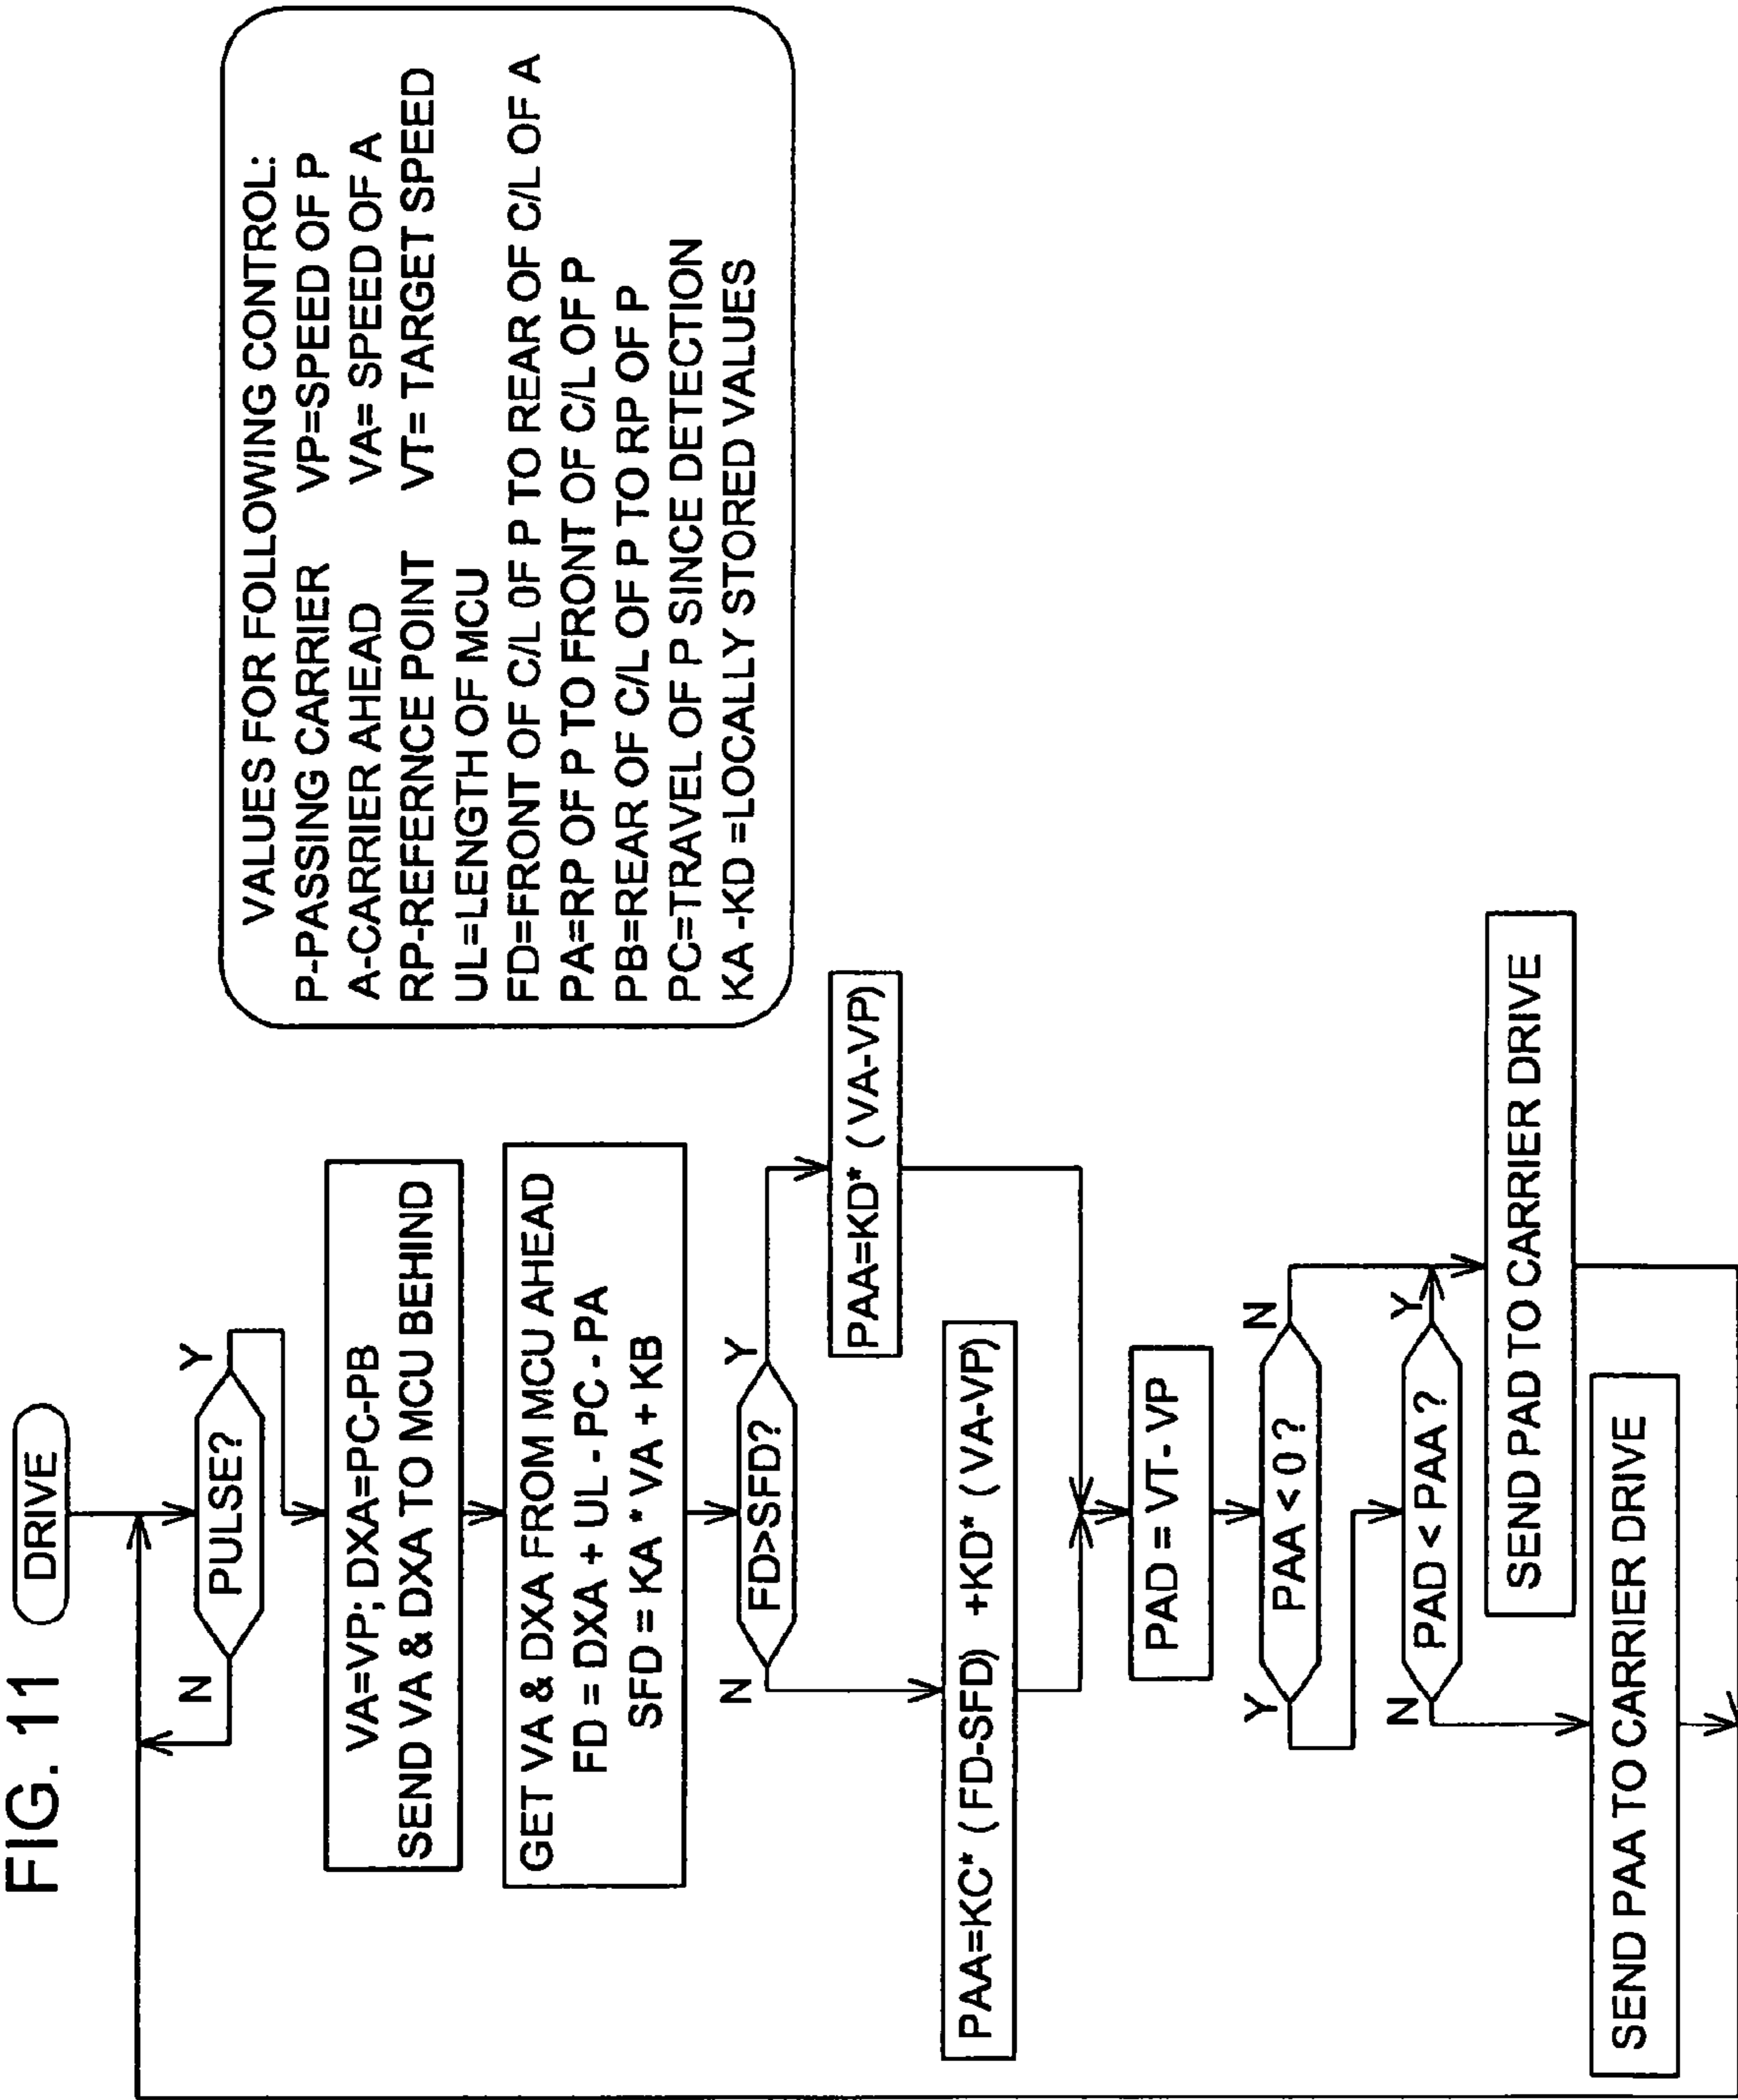 FIG. 11
DRIVE
PULSE?
N
Y
VA=VP; DXA=PC-PB
SEND VA & DXA TO MCU BEHIND
GET VA & DXA FROM MCU AHEAD
FD = DXA + UL - PC - PA
SFD = KA * VA + KB
FD>SFD?
N
Y
PAA=KC* (FD-SFD) +KD* (VA-VP)
PAA=KD* (VA-VP)
PAD = VT- VP
PAA < 0 ?
Y
N
PAD < PAA ?
N
Y
SEND PAD TO CARRIER DRIVE
SEND PAA TO CARRIER DRIVE
VALUES FOR FOLLOWING CONTROL:
P-PASSING CARRIER VP=SPEED OF P
A-CARRIER AHEAD VA= SPEED OF A
RP-REFERNCE POINT VT= TARGET SPEED
UL=LENGTH OF MCU
FD=FRONT OF C/L 0F P TO REAR OF C/L OF A
PA=RP OF P TO FRONT OF C/L OF P
PB=REAR OF C/L OF P TO RP OF P
PC=TRAVEL OF P SINCE DETECTION
KA -KD =LOCALLY STORED VALUES